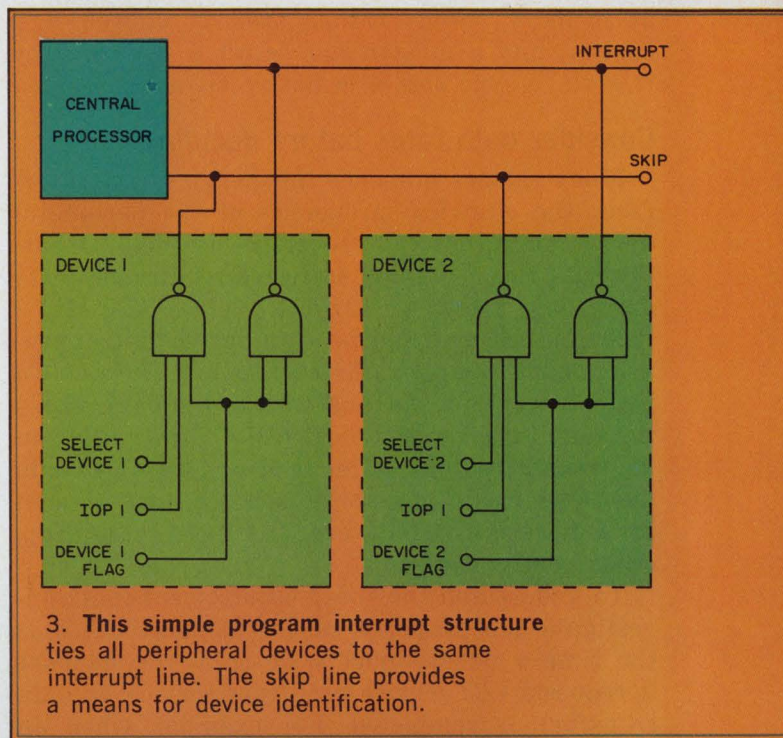 INTERRUPT
CENTRAL
PROCESSOR
SKIP
DEVICE 1
DEVICE 2
SELECT
DEVICE 1
SELECT
DEVICE 2
IOP 1
IOP 1
DEVICE 1
FLAG
DEVICE 2
FLAG
3. This simple program interrupt structure
ties all peripheral devices to the same
interrupt line. The skip line provides
a means for device identification.